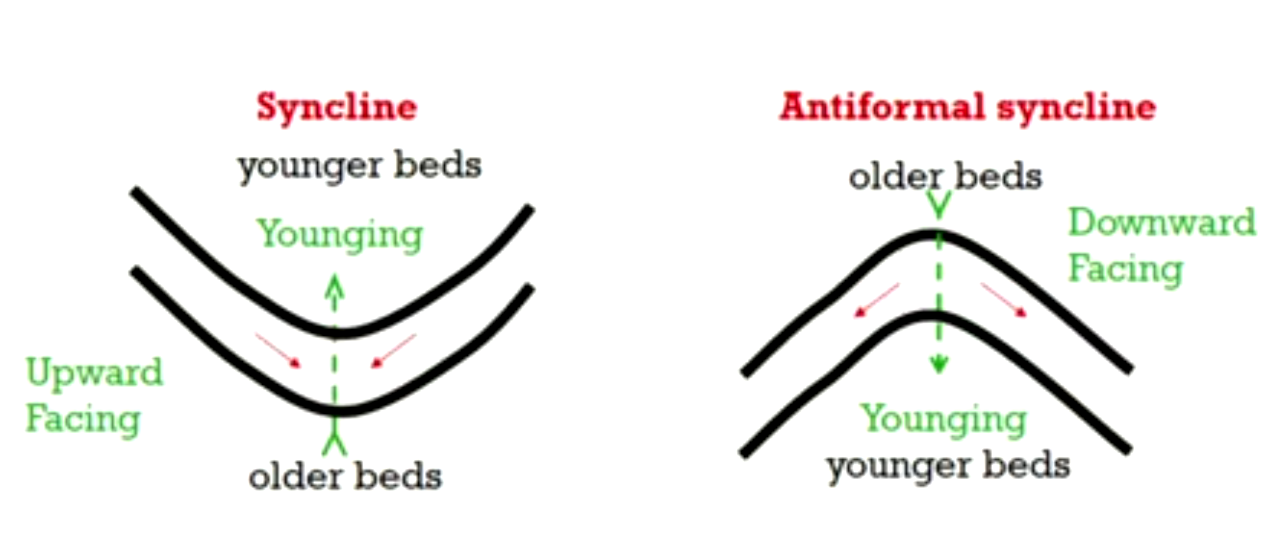 Syncline
younger beds
Younging
Upward
Facing
older beds
Antiformal syncline
older beds
Downward
Facing
Younging
younger beds